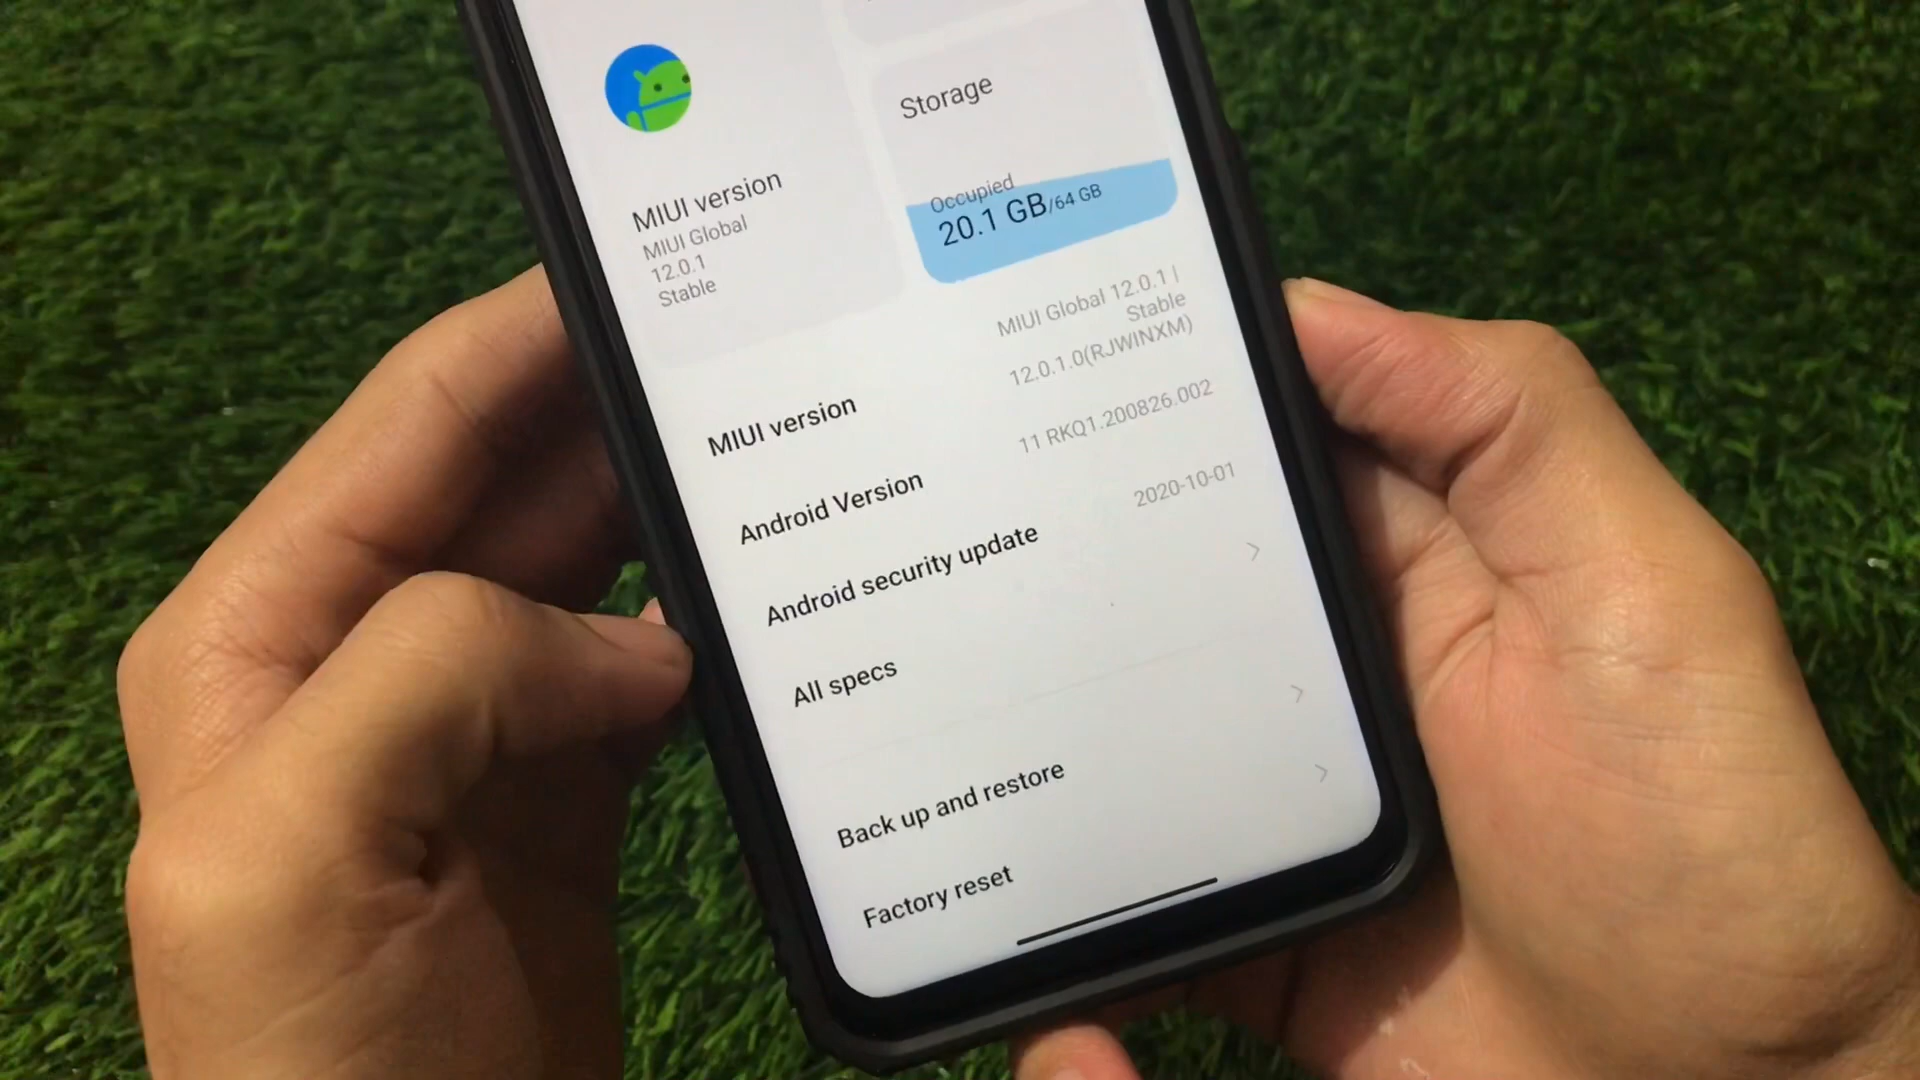 MIUI version
MIUI Global
12.0.1
Stable
Storage
Occupied
20.1 GB/64 GB
MIUI version
MIUI Global 12.0.1 |
Stable
12.0.1.0(RJWINXM)
Android Version
11 RKQ1.200826.002
Android security update
2020-10-01
All specs
Back up and restore
Factory reset